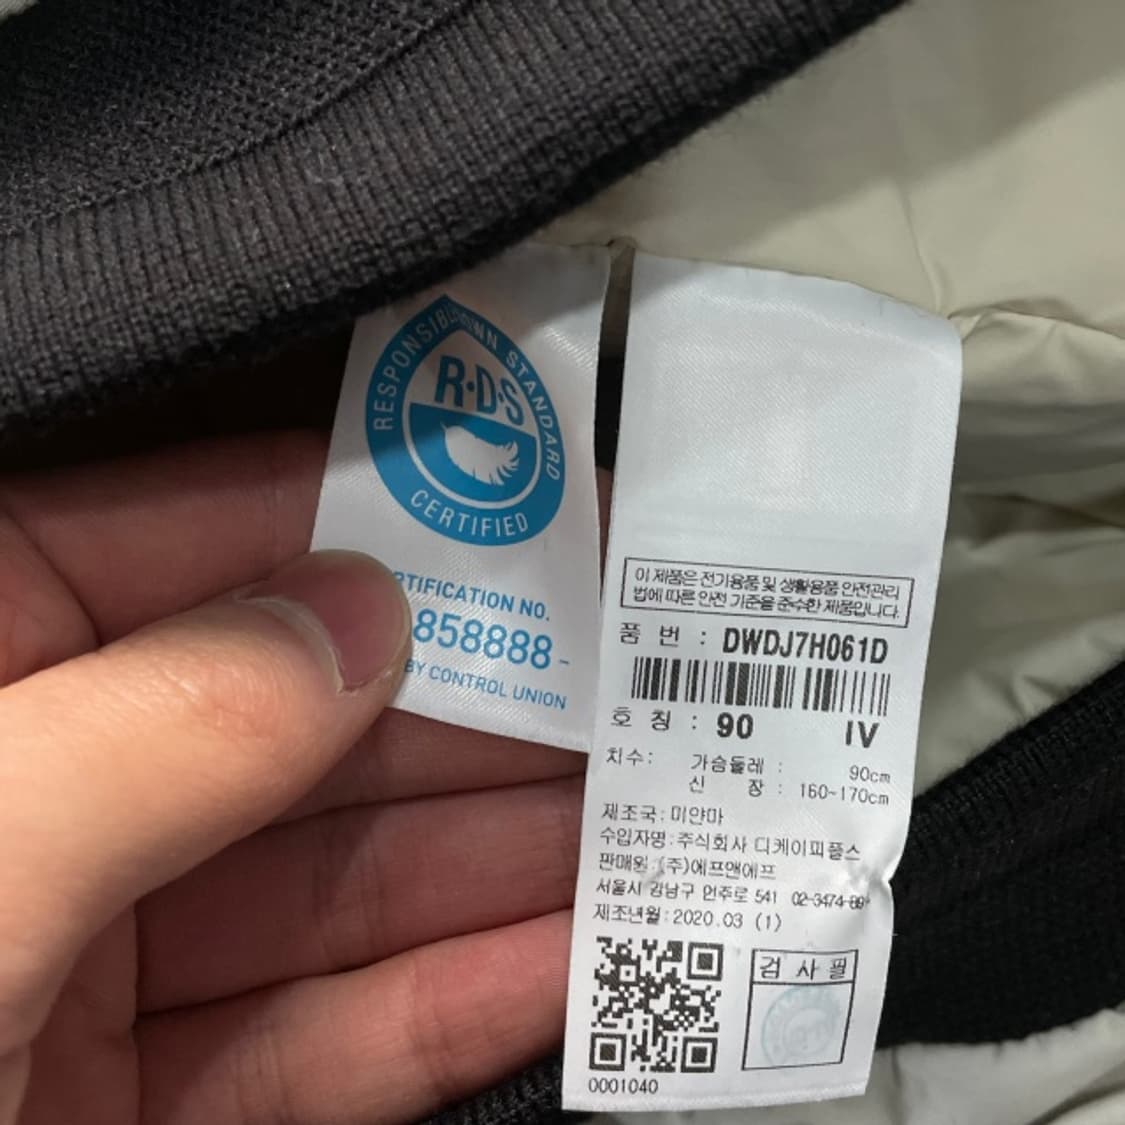 RESPONSIBLE DOWN STANDARD
R·D·S
CERTIFIED
RTIFICATION NO.
858888 -
BY CONTROL UNION
이 제품은 전기용품 및 생활용품 안전관리
법에 따른 안전 기준을 준수한 제품입니다.
품 번 : DWDJ7H061D
호 칭 : 90 IV
치수: 가슴둘레 : 90cm
신 장 : 160~170cm
제조국: 미얀마
수입자명: 주식회사 디케이피플스
판매원: (주)에프앤에프
서울시 강남구 언주로 541 02-3474-
제조년월: 2020.03 (1)
검 사 필
0001040